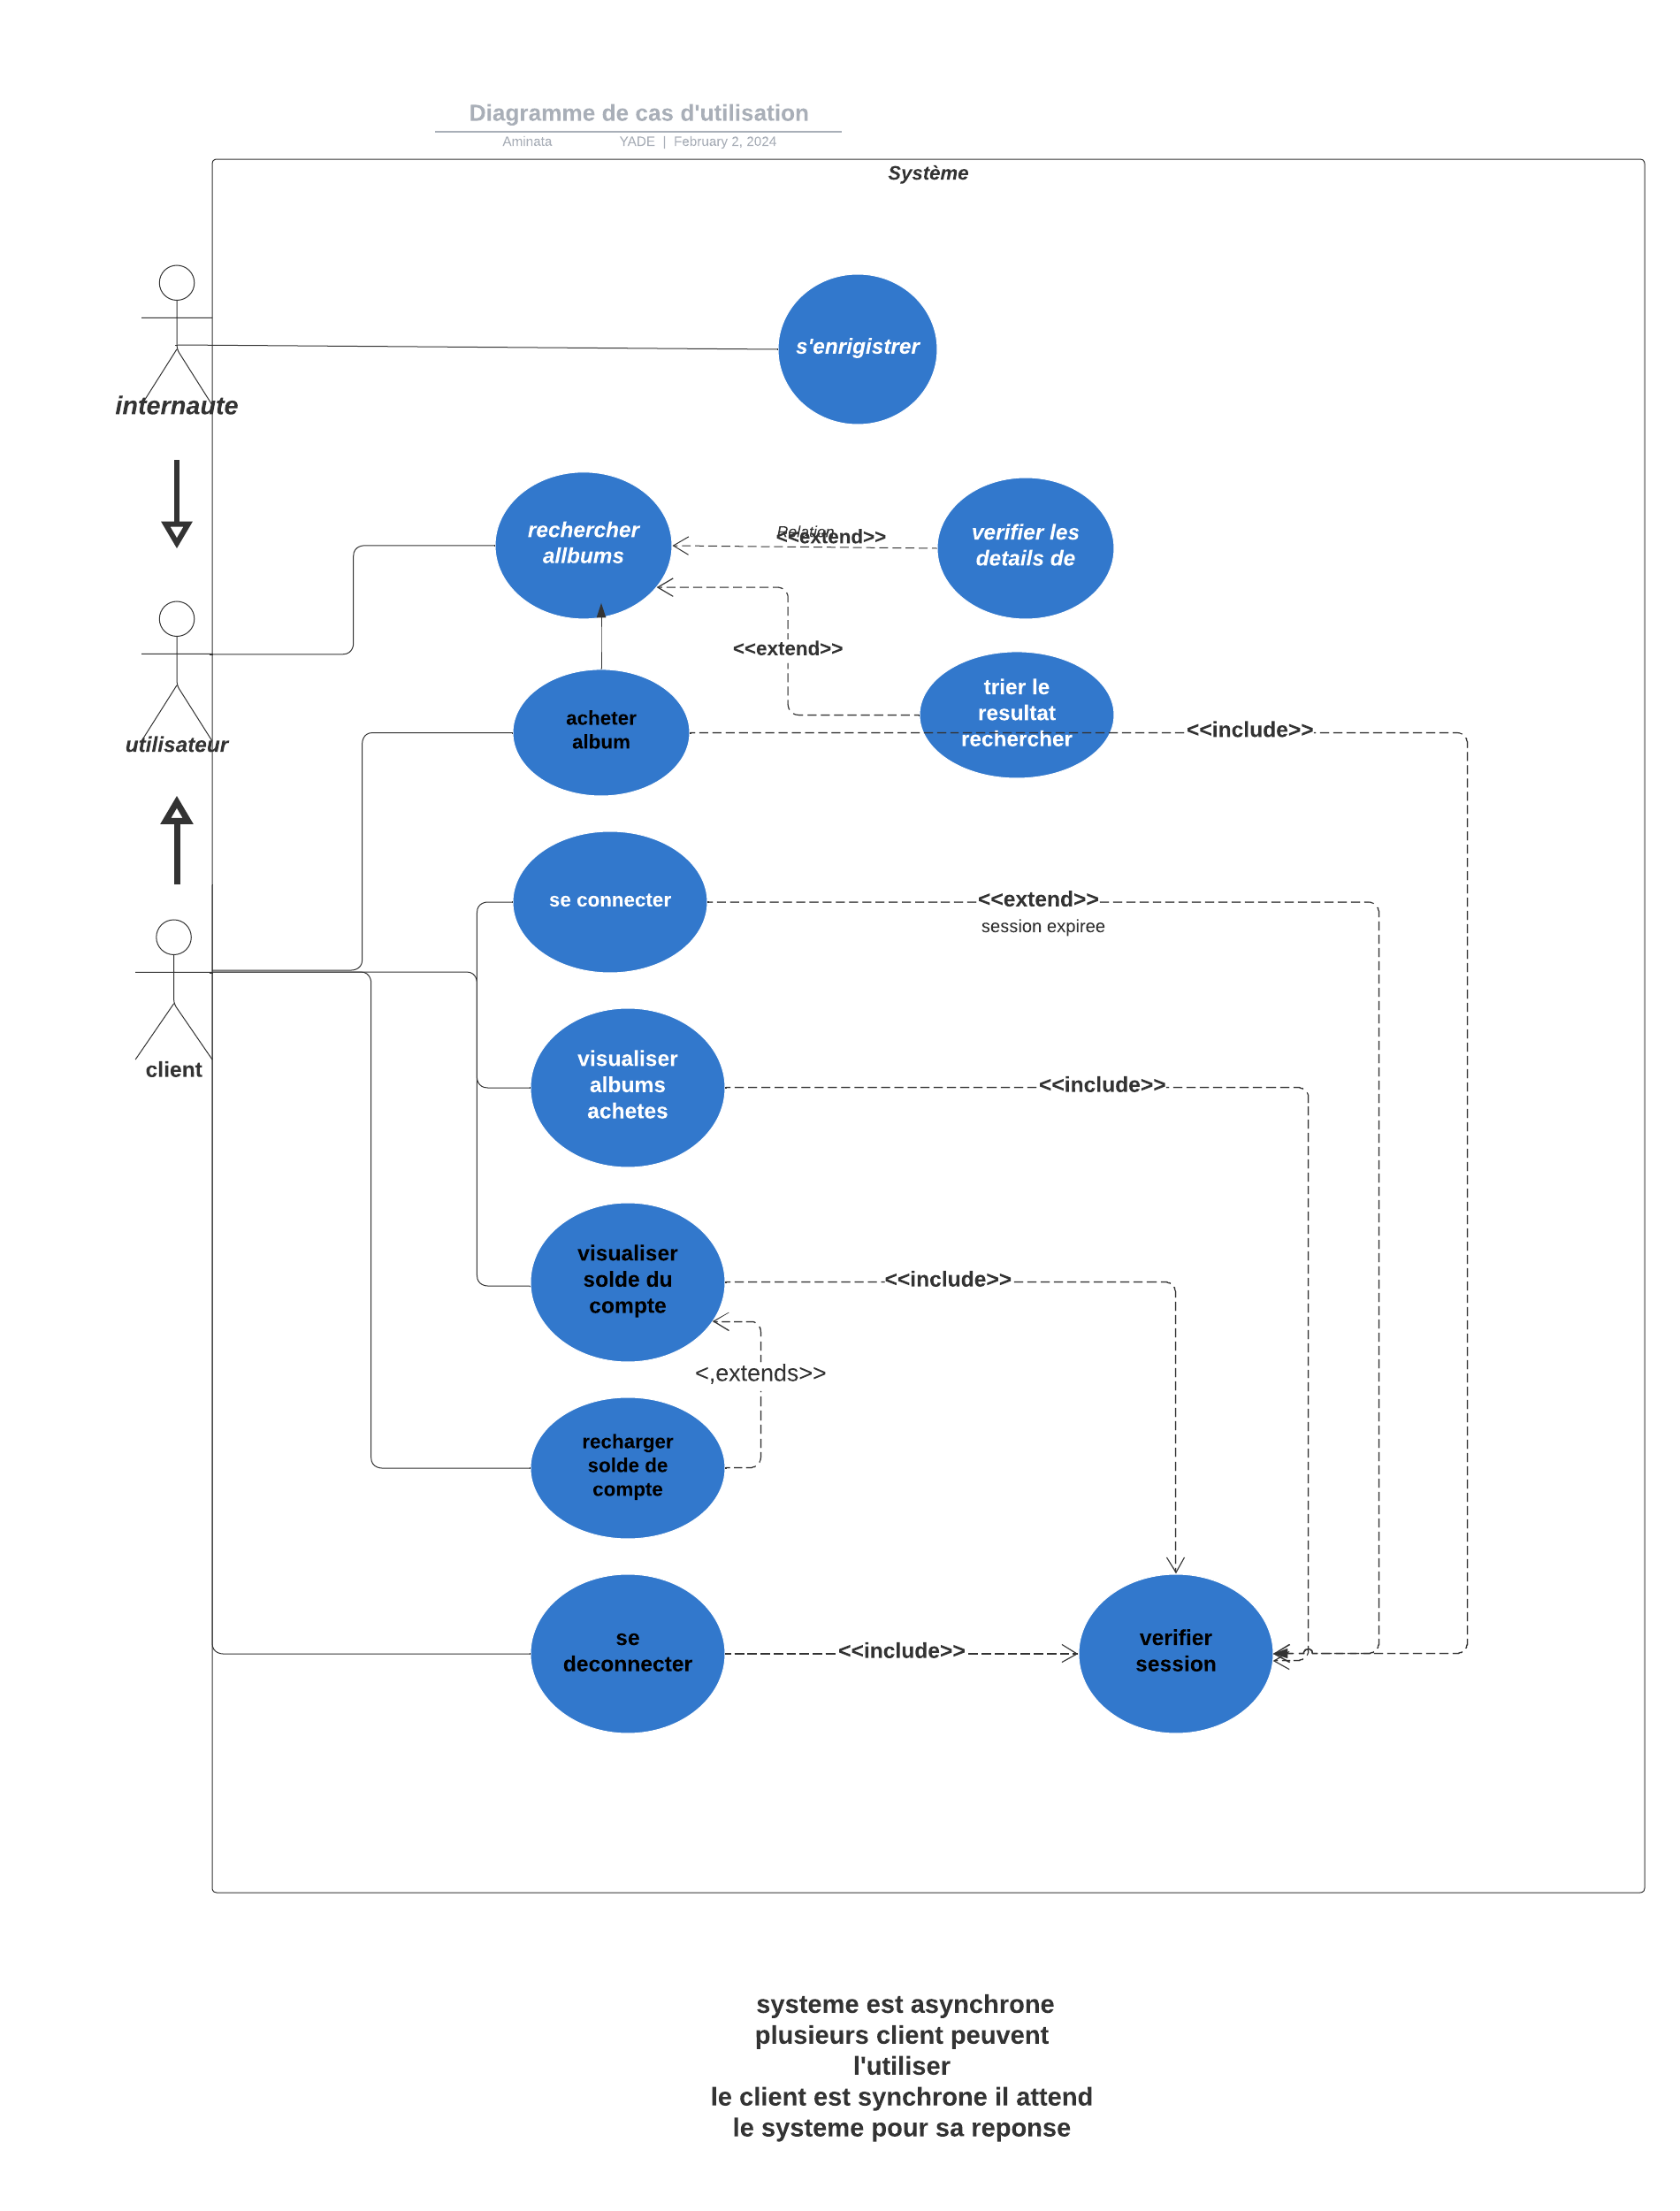 Diagramme de cas d'utilisation
Aminata YADE | February 2, 2024
Système
s'enrigistrer
internaute
rechercher
allbums
Relation
<<extend>>
verifier les
details de
<<extend>>
trier le
resultat
rechercher
acheter
album
<<include>>
utilisateur
se connecter
<<extend>>
session expiree
client
visualiser
albums
achetes
<<include>>
visualiser
solde du
compte
<<include>>
<,extends>>
recharger
solde de
compte
se
deconnecter
<<include>>
verifier
session
systeme est asynchrone
plusieurs client peuvent
l'utiliser
le client est synchrone il attend
le systeme pour sa reponse